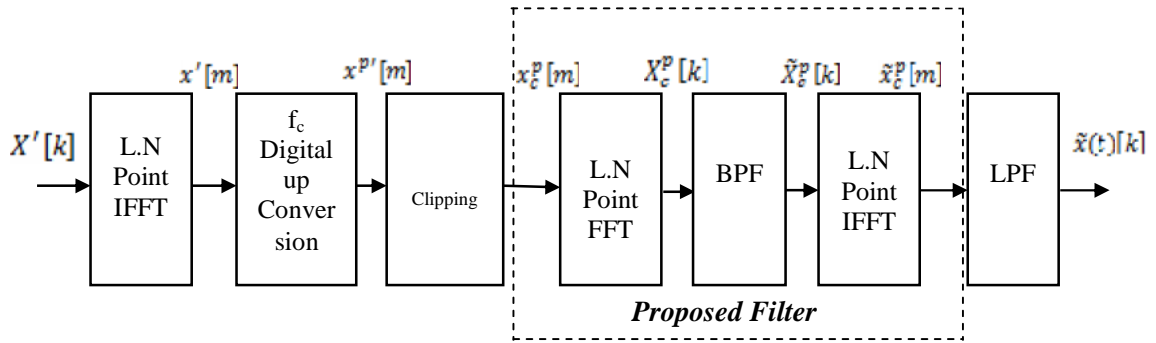 x'[m]
x^{p'}[m]
x_c^p[m]
X_c^p[k]
X̃_c^p[k]
x̃_c^p[m]
X'[k]
L.N
Point
IFFT
f_c
Digital
up
Conver
sion
Clipping
L.N
Point
FFT
BPF
L.N
Point
IFFT
LPF
x̃(t)[k]
Proposed Filter